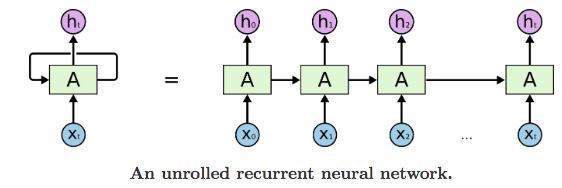 hₜ h₀ h₁ h₂ hₜ
A = A A A A
xₜ x₀ x₁ x₂ ... xₜ
An unrolled recurrent neural network.